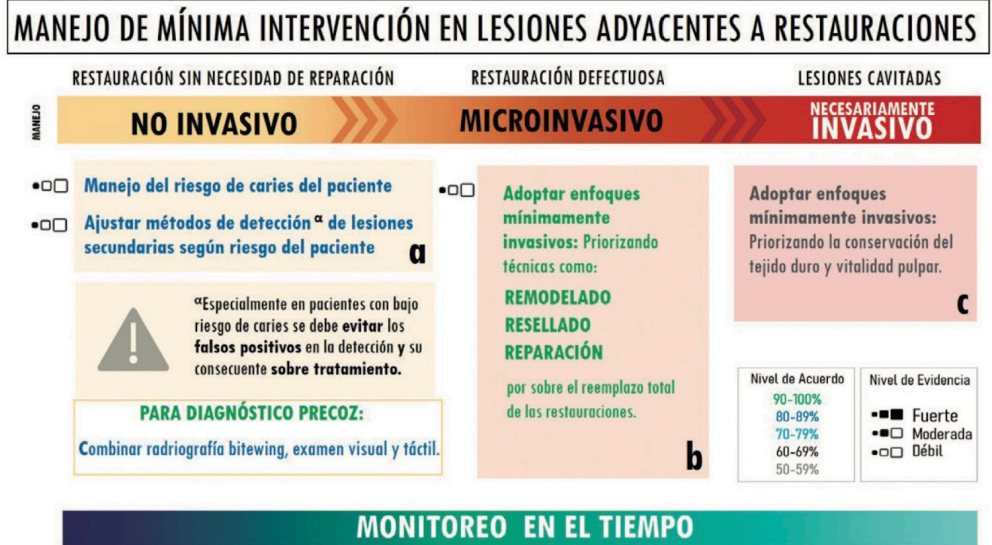 MANEJO DE MÍNIMA INTERVENCIÓN EN LESIONES ADYACENTES A RESTAURACIONES
RESTAURACIÓN SIN NECESIDAD DE REPARACIÓN
RESTAURACIÓN DEFECTUOSA
LESIONES CAVITADAS
MANEJO
NO INVASIVO
MICROINVASIVO
NECESARIAMENTE
INVASIVO
Manejo del riesgo de caries del paciente
Ajustar métodos de detección α de lesiones
secundarias según riesgo del paciente
a
αEspecialmente en pacientes con bajo
riesgo de caries se debe evitar los
falsos positivos en la detección y su
consecuente sobre tratamiento.
PARA DIAGNÓSTICO PRECOZ:
Combinar radriografía bitewing, examen visual y táctil.
Adoptar enfoques
mínimamente
invasivos: Priorizando
técnicas como:
REMODELADO
RESELLADO
REPARACIÓN
por sobre el reemplazo total
de las restauraciones.
b
Adoptar enfoques
mínimamente invasivos:
Priorizando la conservación del
tejido duro y vitalidad pulpar.
c
Nivel de Acuerdo
90-100%
80-89%
70-79%
60-69%
50-59%
Nivel de Evidencia
Fuerte
Moderada
Débil
MONITOREO EN EL TIEMPO